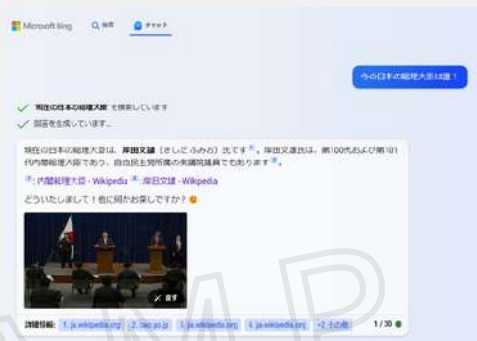 Microsoft Bing
検索
チャット
今の日本の総理大臣は誰？
現在の日本の総理大臣 を検索しています
回答を生成しています...
現在の日本の総理大臣は、岸田文雄（きしだ ふみお）氏です。岸田文雄氏は、第100代および第101
代内閣総理大臣であり、自由民主党所属の衆議院議員でもあります。
: 内閣総理大臣 - Wikipedia : 岸田文雄 - Wikipedia
どういたしまして！他に何かお探しですか？
戻す
詳細情報: 1. ja.wikipedia.org 3. ja.wikipedia.org 4. ja.wikipedia.org +2 その他 1 / 30